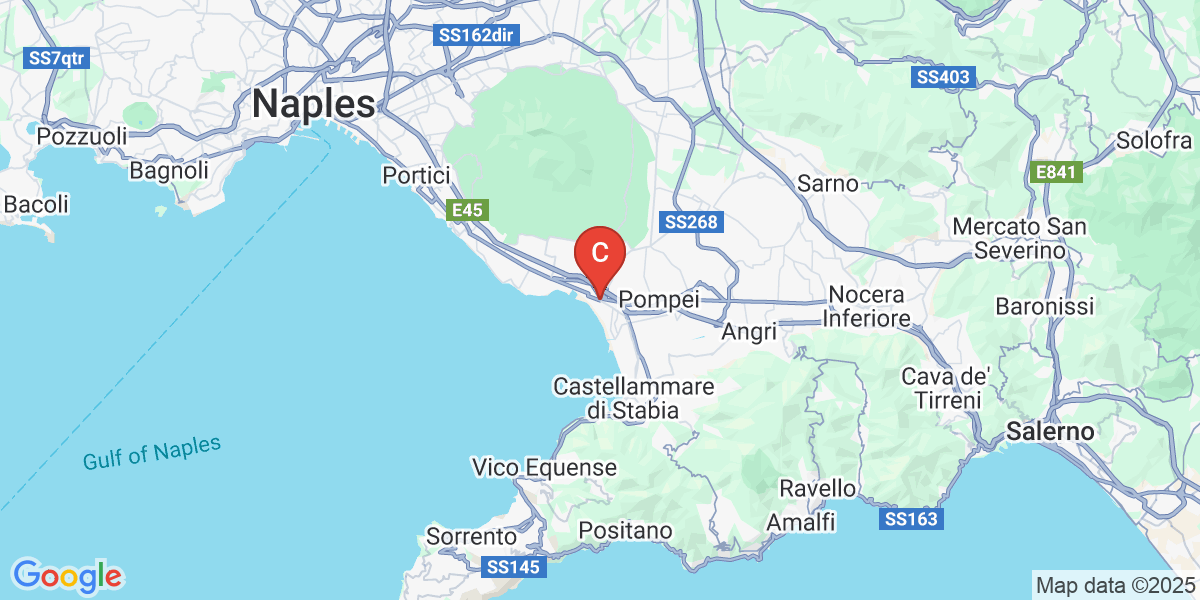 SS162dir
SS7qtr
SS403
Naples
Pozzuoli
Solofra
Bagnoli
Portici
E841
Sarno
Bacoli
E45
SS268
Mercato San
Severino
C
Pompei
Nocera
Inferiore
Baronissi
Angri
Castellammare
di Stabia
Cava de'
Tirreni
Salerno
Gulf of Naples
Vico Equense
Ravello
Amalfi
SS163
Positano
Sorrento
SS145
Google
Map data ©2025